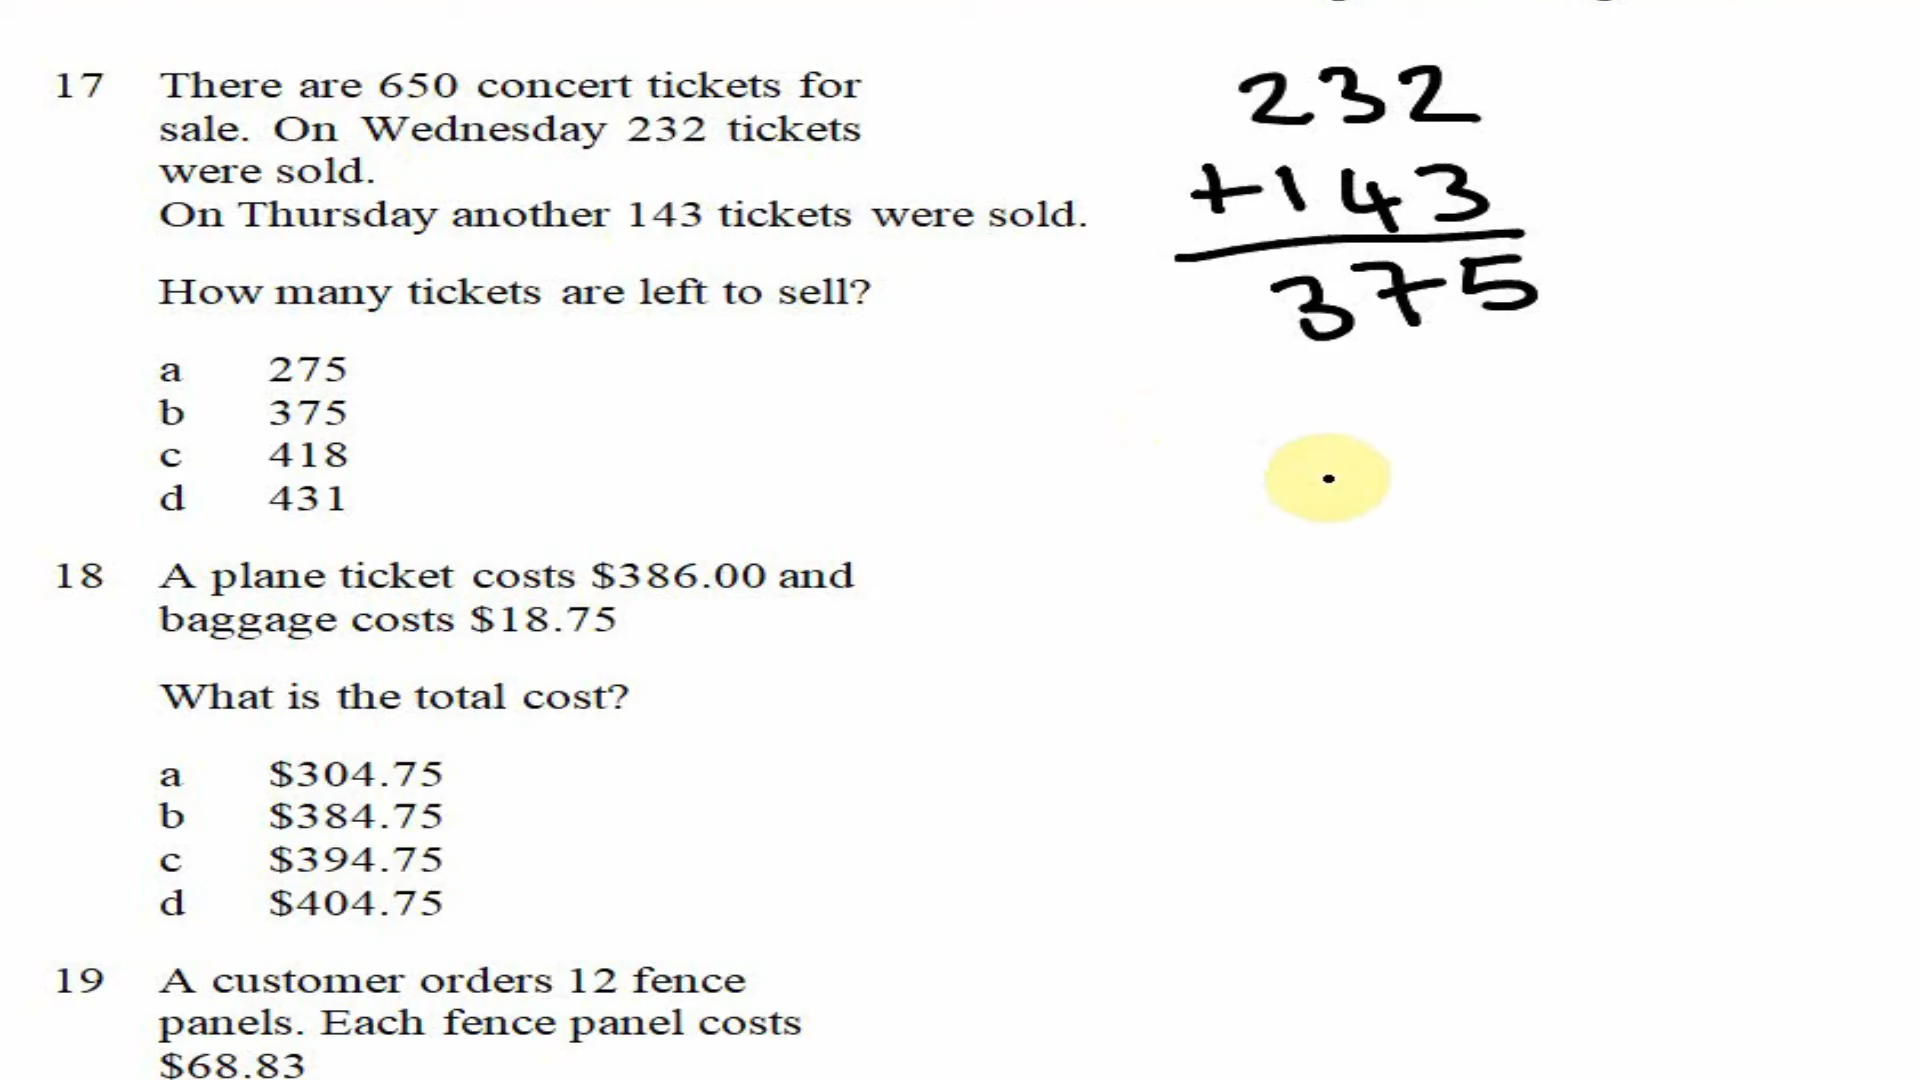 17 There are 650 concert tickets for
sale. On Wednesday 232 tickets
were sold.
On Thursday another 143 tickets were sold.
How many tickets are left to sell?
a 275
b 375
c 418
d 431
232
+143
375
18 A plane ticket costs $386.00 and
baggage costs $18.75
What is the total cost?
a $304.75
b $384.75
c $394.75
d $404.75
19 A customer orders 12 fence
panels. Each fence panel costs
$68.83